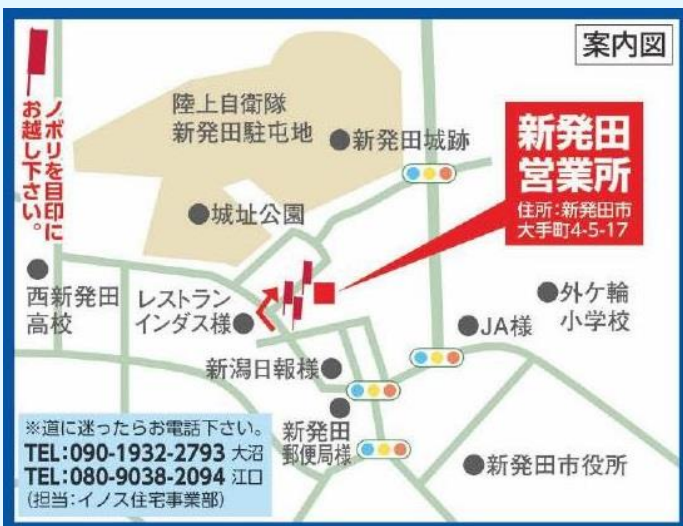 案内図
ノボリを目印に
お越し下さい。
陸上自衛隊
新発田駐屯地
新発田城跡
新発田
営業所
住所:新発田市
大手町4-5-17
城址公園
西新発田
高校
レストラン
インダス様
外ケ輪
小学校
JA様
新潟日報様
新発田
郵便局様
新発田市役所
※道に迷ったらお電話下さい。
TEL:090-1932-2793 大沼
TEL:080-9038-2094 江口
(担当:イノス住宅事業部)